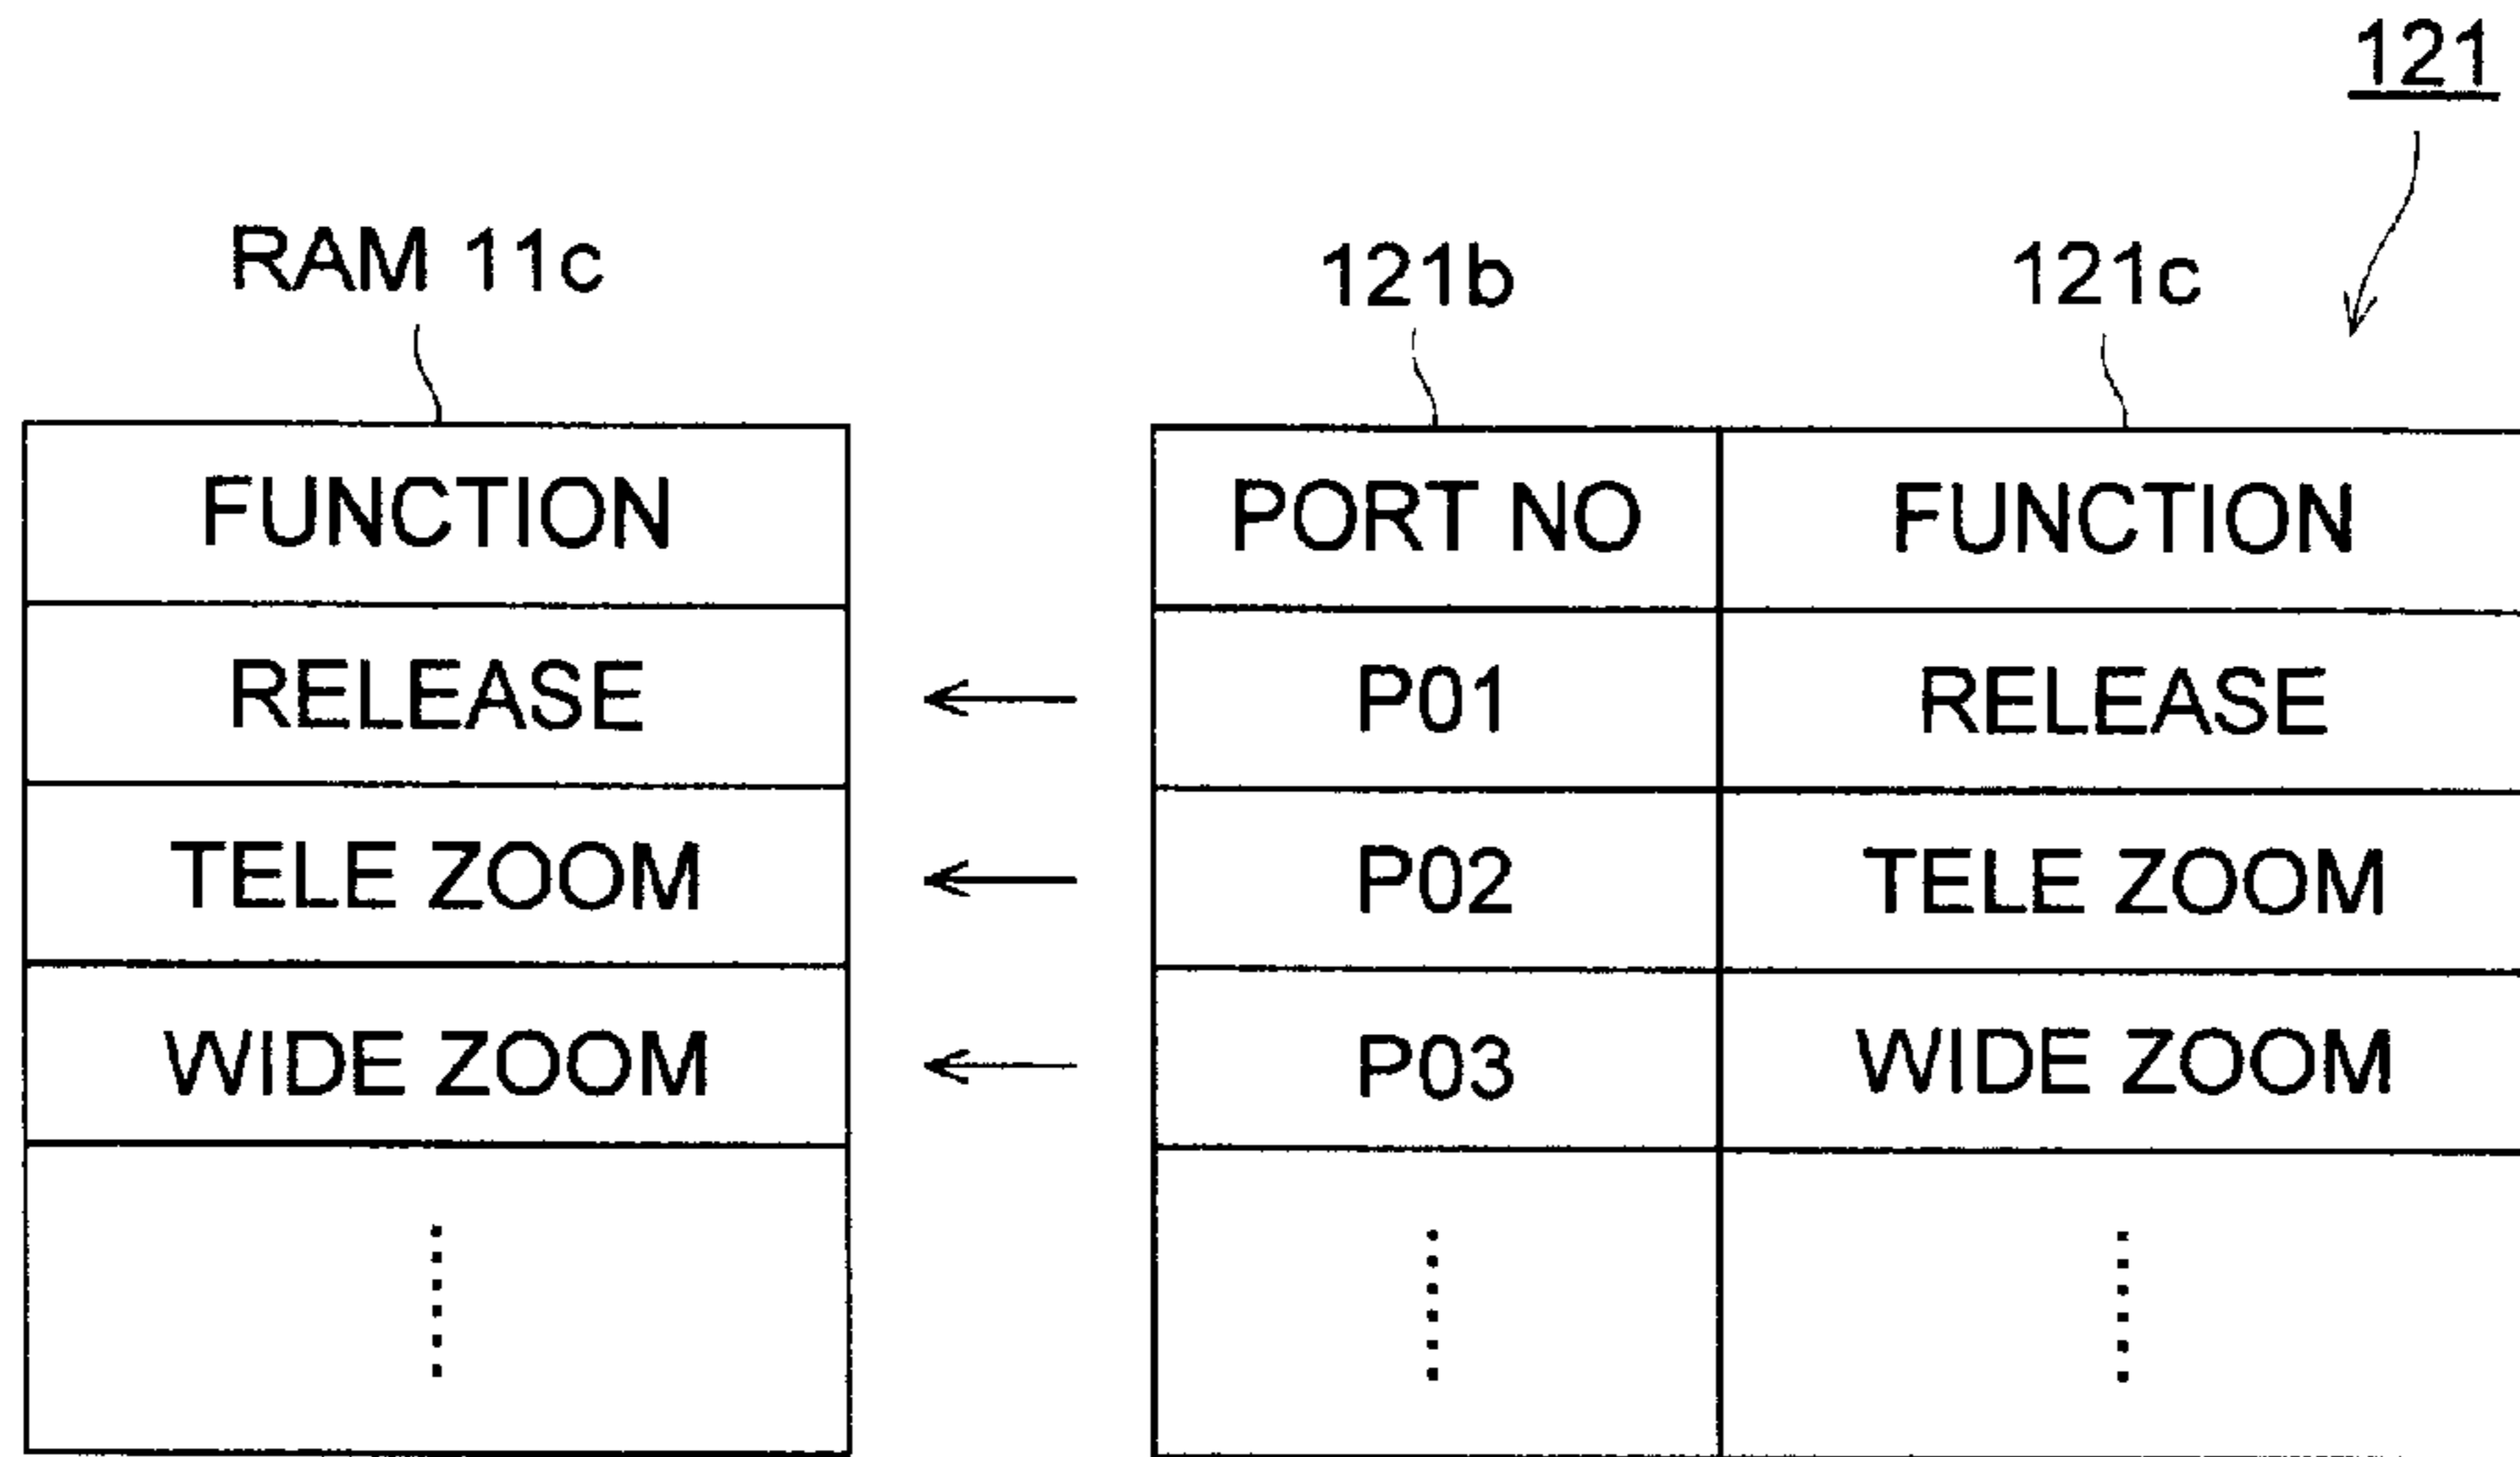 121
RAM 11c 121b 121c
FUNCTION PORT NO FUNCTION
RELEASE P01 RELEASE
TELE ZOOM P02 TELE ZOOM
WIDE ZOOM P03 WIDE ZOOM